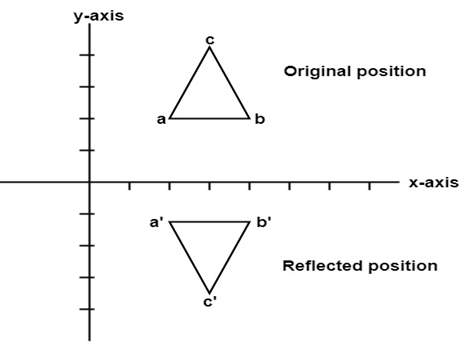 y-axis
c
Original position
a
b
x-axis
a'
b'
Reflected position
c'